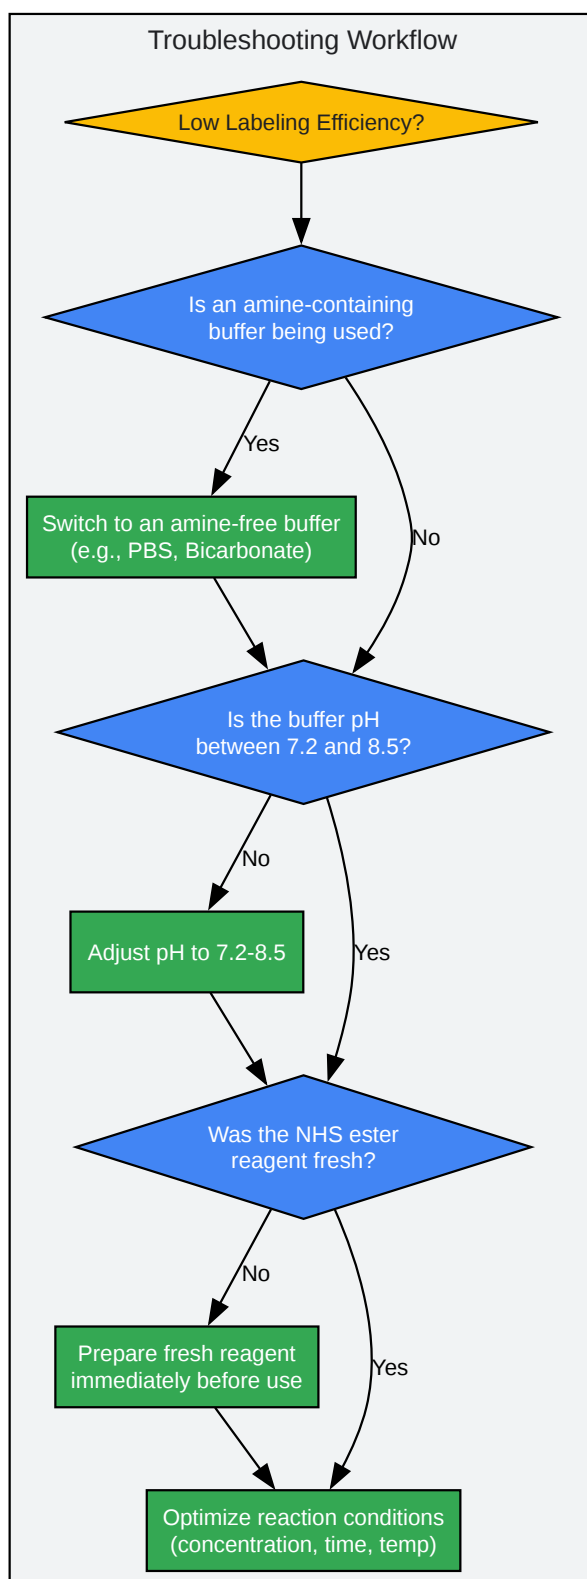 Troubleshooting Workflow
Low Labeling Efficiency?
Is an amine-containing
buffer being used?
Yes
Switch to an amine-free buffer
(e.g., PBS, Bicarbonate)
No
Is the buffer pH
between 7.2 and 8.5?
No
Adjust pH to 7.2-8.5
Yes
Was the NHS ester
reagent fresh?
No
Prepare fresh reagent
immediately before use
Yes
Optimize reaction conditions
(concentration, time, temp)